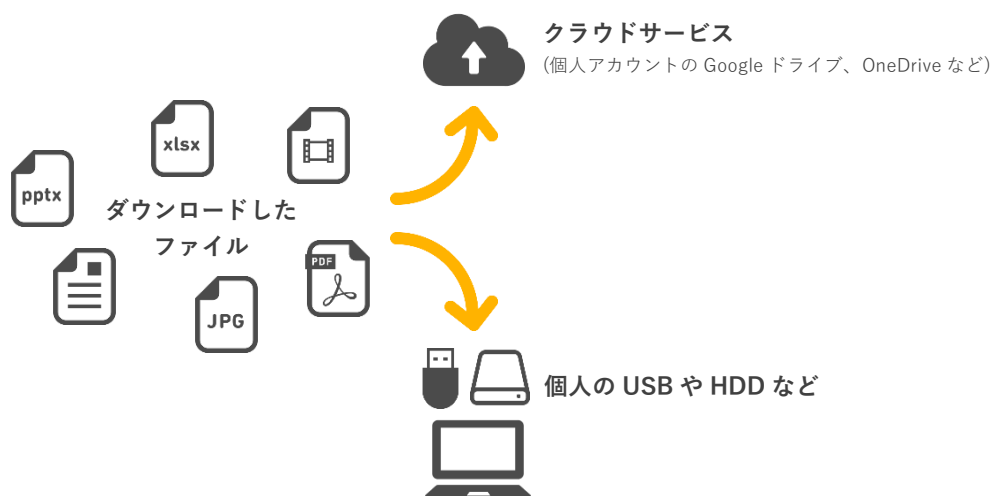 クラウドサービス
(個人アカウントの Google ドライブ、OneDrive など)
xlsx
pptx
ダウンロードした
ファイル
PDF
JPG
個人の USB や HDD など